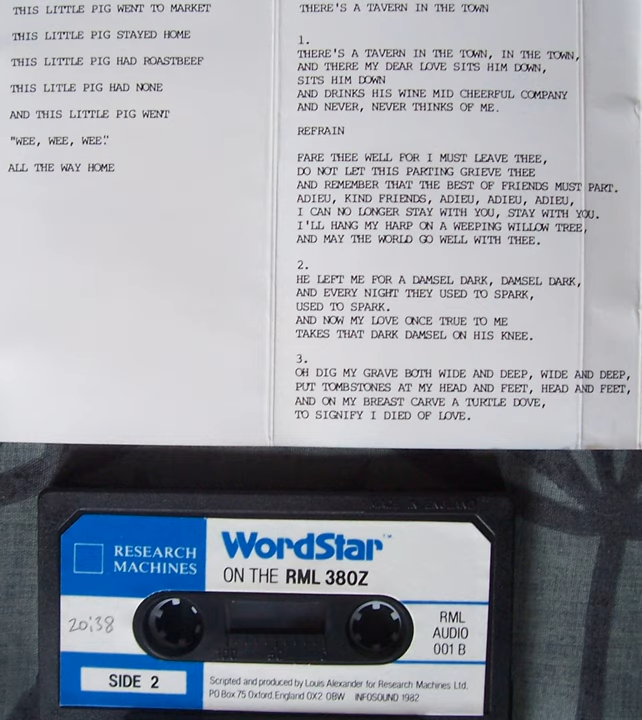 THIS LITTLE PIG WENT TO MARKET
THIS LITTLE PIG STAYED HOME
THIS LITTLE PIG HAD ROASTBEEF
THIS LITLE PIG HAD NONE
AND THIS LITTLE PIG WENT
"WEE, WEE, WEE."
ALL THE WAY HOME
THERE'S A TAVERN IN THE TOWN
1.
THERE'S A TAVERN IN THE TOWN, IN THE TOWN,
AND THERE MY DEAR LOVE SITS HIM DOWN,
SITS HIM DOWN
AND DRINKS HIS WINE MID CHEERFUL COMPANY
AND NEVER, NEVER THINKS OF ME.
REFRAIN
FARE THEE WELL FOR I MUST LEAVE THEE,
DO NOT LET THIS PARTING GRIEVE THEE
AND REMEMBER THAT THE BEST OF FRIENDS MUST PART.
ADIEU, KIND FRIENDS, ADIEU, ADIEU, ADIEU,
I CAN NO LONGER STAY WITH YOU, STAY WITH YOU.
I'LL HANG MY HARP ON A WEEPING WILLOW TREE,
AND MAY THE WORLD GO WELL WITH THEE.
2.
HE LEFT ME FOR A DAMSEL DARK, DAMSEL DARK,
AND EVERY NIGHT THEY USED TO SPARK,
USED TO SPARK.
AND NOW MY LOVE ONCE TRUE TO ME
TAKES THAT DARK DAMSEL ON HIS KNEE.
3.
OH DIG MY GRAVE BOTH WIDE AND DEEP, WIDE AND DEEP,
PUT TOMBSTONES AT MY HEAD AND FEET, HEAD AND FEET,
AND ON MY BREAST CARVE A TURTLE DOVE,
TO SIGNIFY I DIED OF LOVE.
RESEARCH
MACHINES
WordStar™
ON THE RML 380Z
20:38
RML
AUDIO
001 B
SIDE 2
Scripted and produced by Louis Alexander for Research Machines Ltd.
PO Box 75 Oxford, England OX2 0BW INFOSOUND 1982